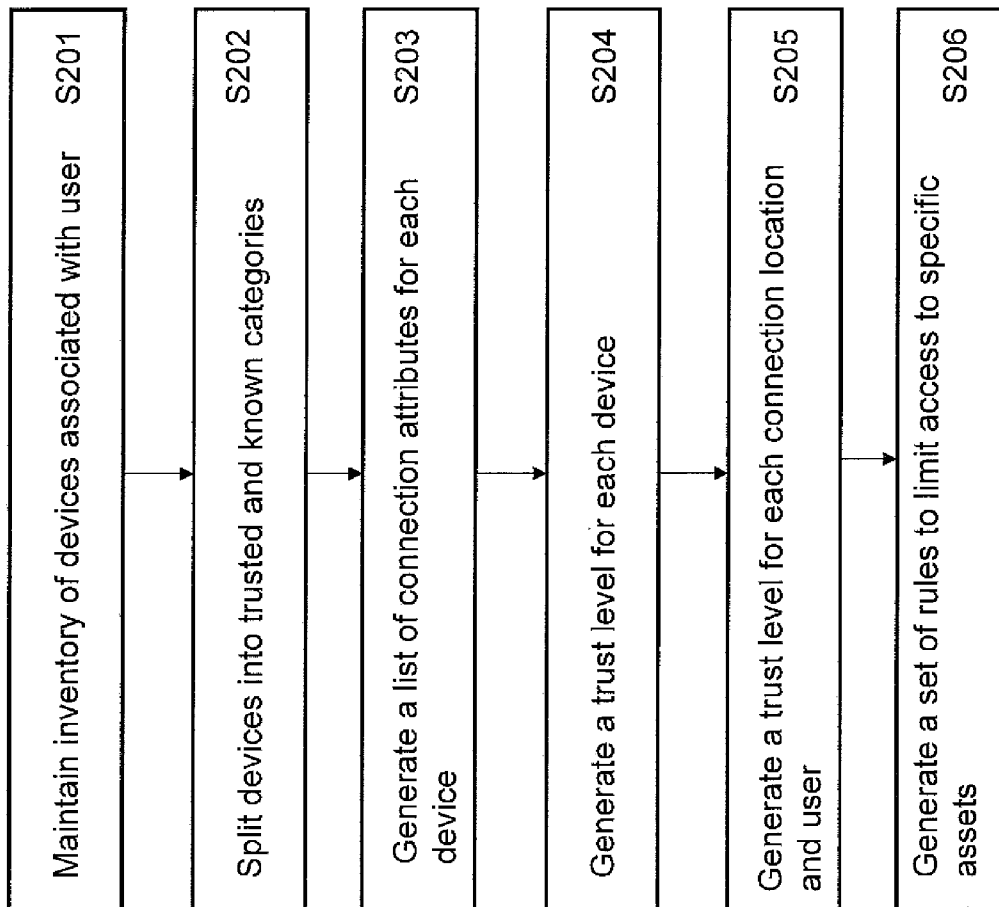 Maintain inventory of devices associated with user S201
Split devices into trusted and known categories S202
Generate a list of connection attributes for each S203
device
Generate a trust level for each device S204
Generate a trust level for each connection location S205
and user
Generate a set of rules to limit access to specific S206
assets